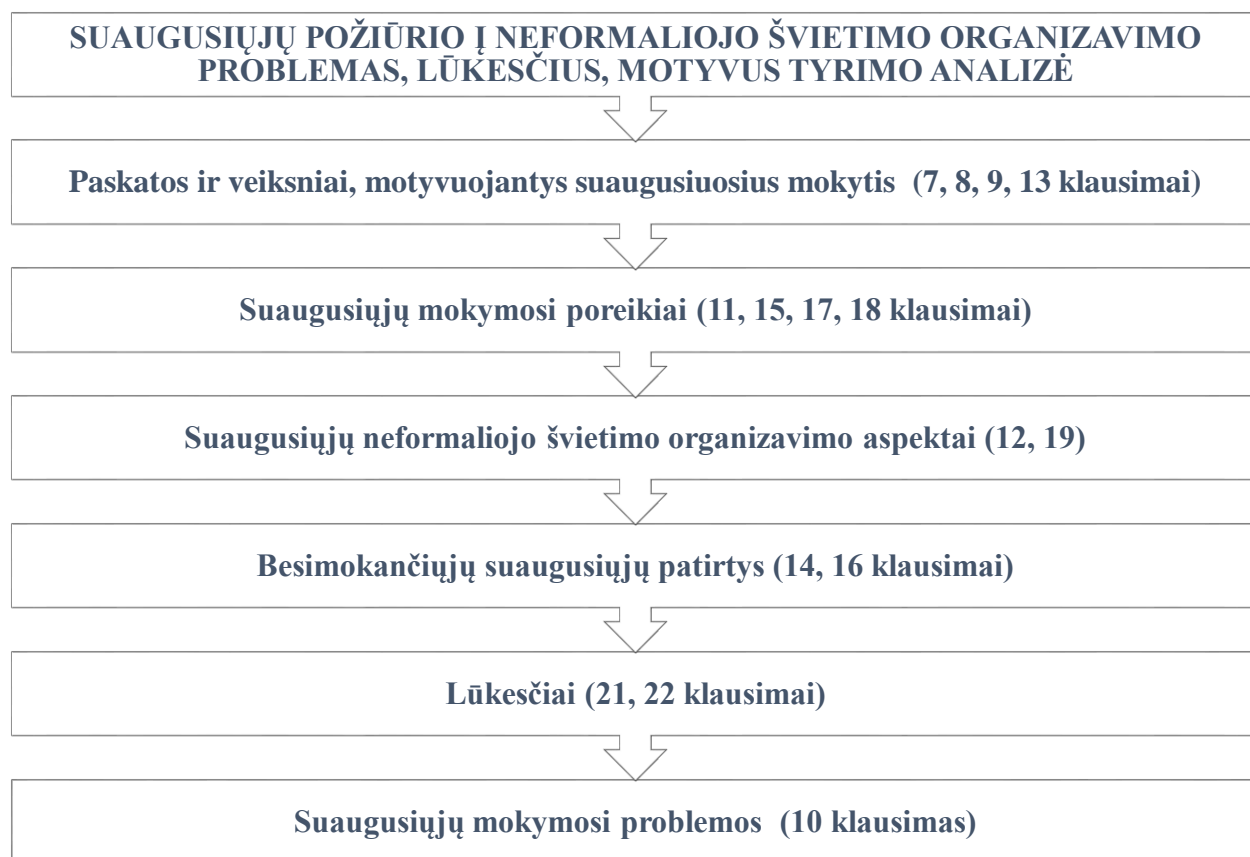 SUAUGUSIŲJŲ POŽIŪRIO Į NEFORMALIOJO ŠVIETIMO ORGANIZAVIMO
PROBLEMAS, LŪKESČIUS, MOTYVUS TYRIMO ANALIZĖ
Paskatos ir veiksniai, motyvuojantys suaugusiuosius mokytis (7, 8, 9, 13 klausimai)
Suaugusiųjų mokymosi poreikiai (11, 15, 17, 18 klausimai)
Suaugusiųjų neformaliojo švietimo organizavimo aspektai (12, 19)
Besimokančiųjų suaugusiųjų patirtys (14, 16 klausimai)
Lūkesčiai (21, 22 klausimai)
Suaugusiųjų mokymosi problemos (10 klausimas)